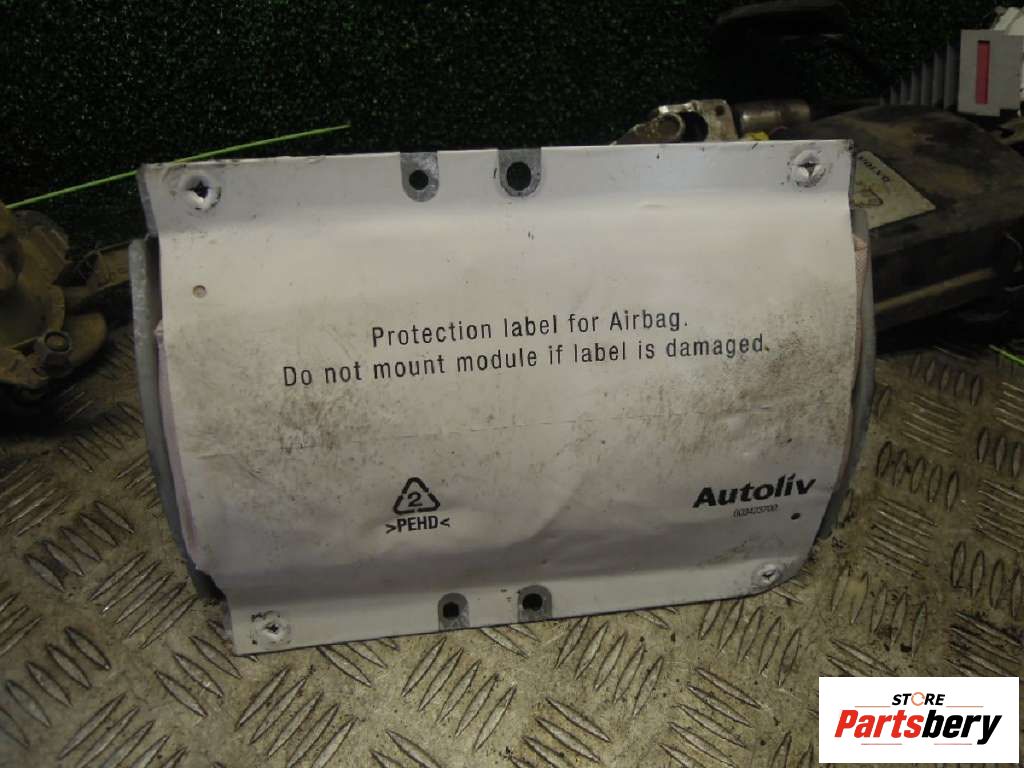 Protection label for Airbag.
Do not mount module if label is damaged.
2
>PEHD<
Autoliv
STORE
Partsbery